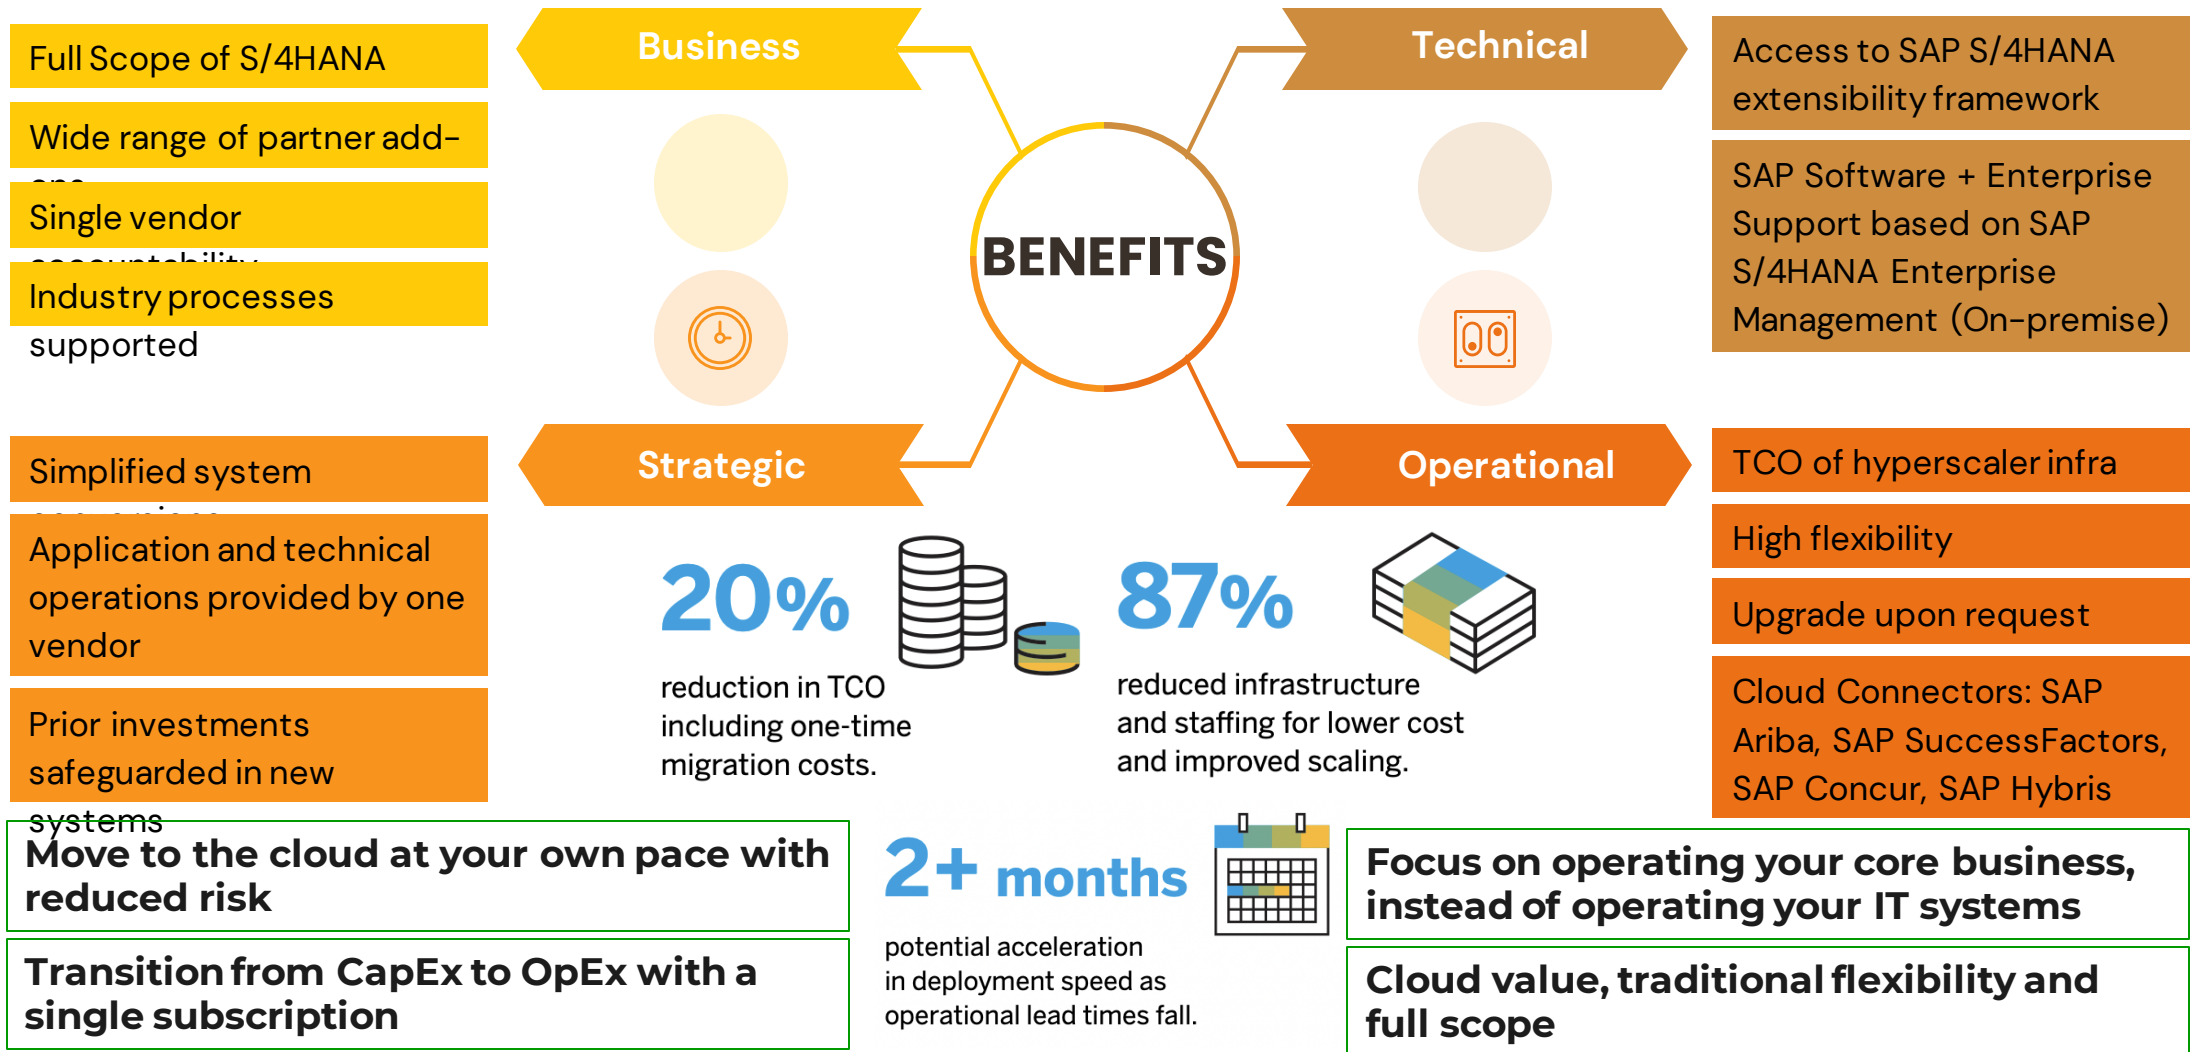 Full Scope of S/4HANA
Wide range of partner add-
Single vendor
Industry processes
supported
Business
Technical
Access to SAP S/4HANA
extensibility framework
SAP Software + Enterprise
Support based on SAP
S/4HANA Enterprise
Management (On-premise)
BENEFITS
Simplified system
Application and technical
operations provided by one
vendor
Prior investments
safeguarded in new
systems
Strategic
Operational
TCO of hyperscaler infra
High flexibility
Upgrade upon request
Cloud Connectors: SAP
Ariba, SAP SuccessFactors,
SAP Concur, SAP Hybris
20%
reduction in TCO
including one-time
migration costs.
87%
reduced infrastructure
and staffing for lower cost
and improved scaling.
Move to the cloud at your own pace with
reduced risk
Transition from CapEx to OpEx with a
single subscription
2+ months
potential acceleration
in deployment speed as
operational lead times fall.
Focus on operating your core business,
instead of operating your IT systems
Cloud value, traditional flexibility and
full scope